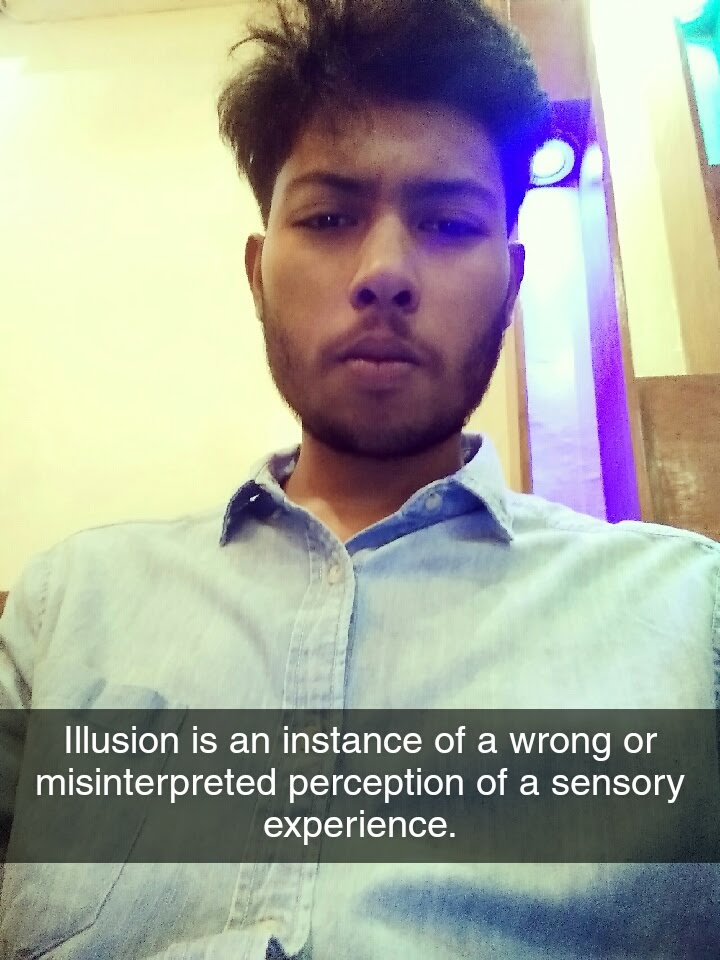 Illusion is an instance of a wrong or
misinterpreted perception of a sensory
experience.